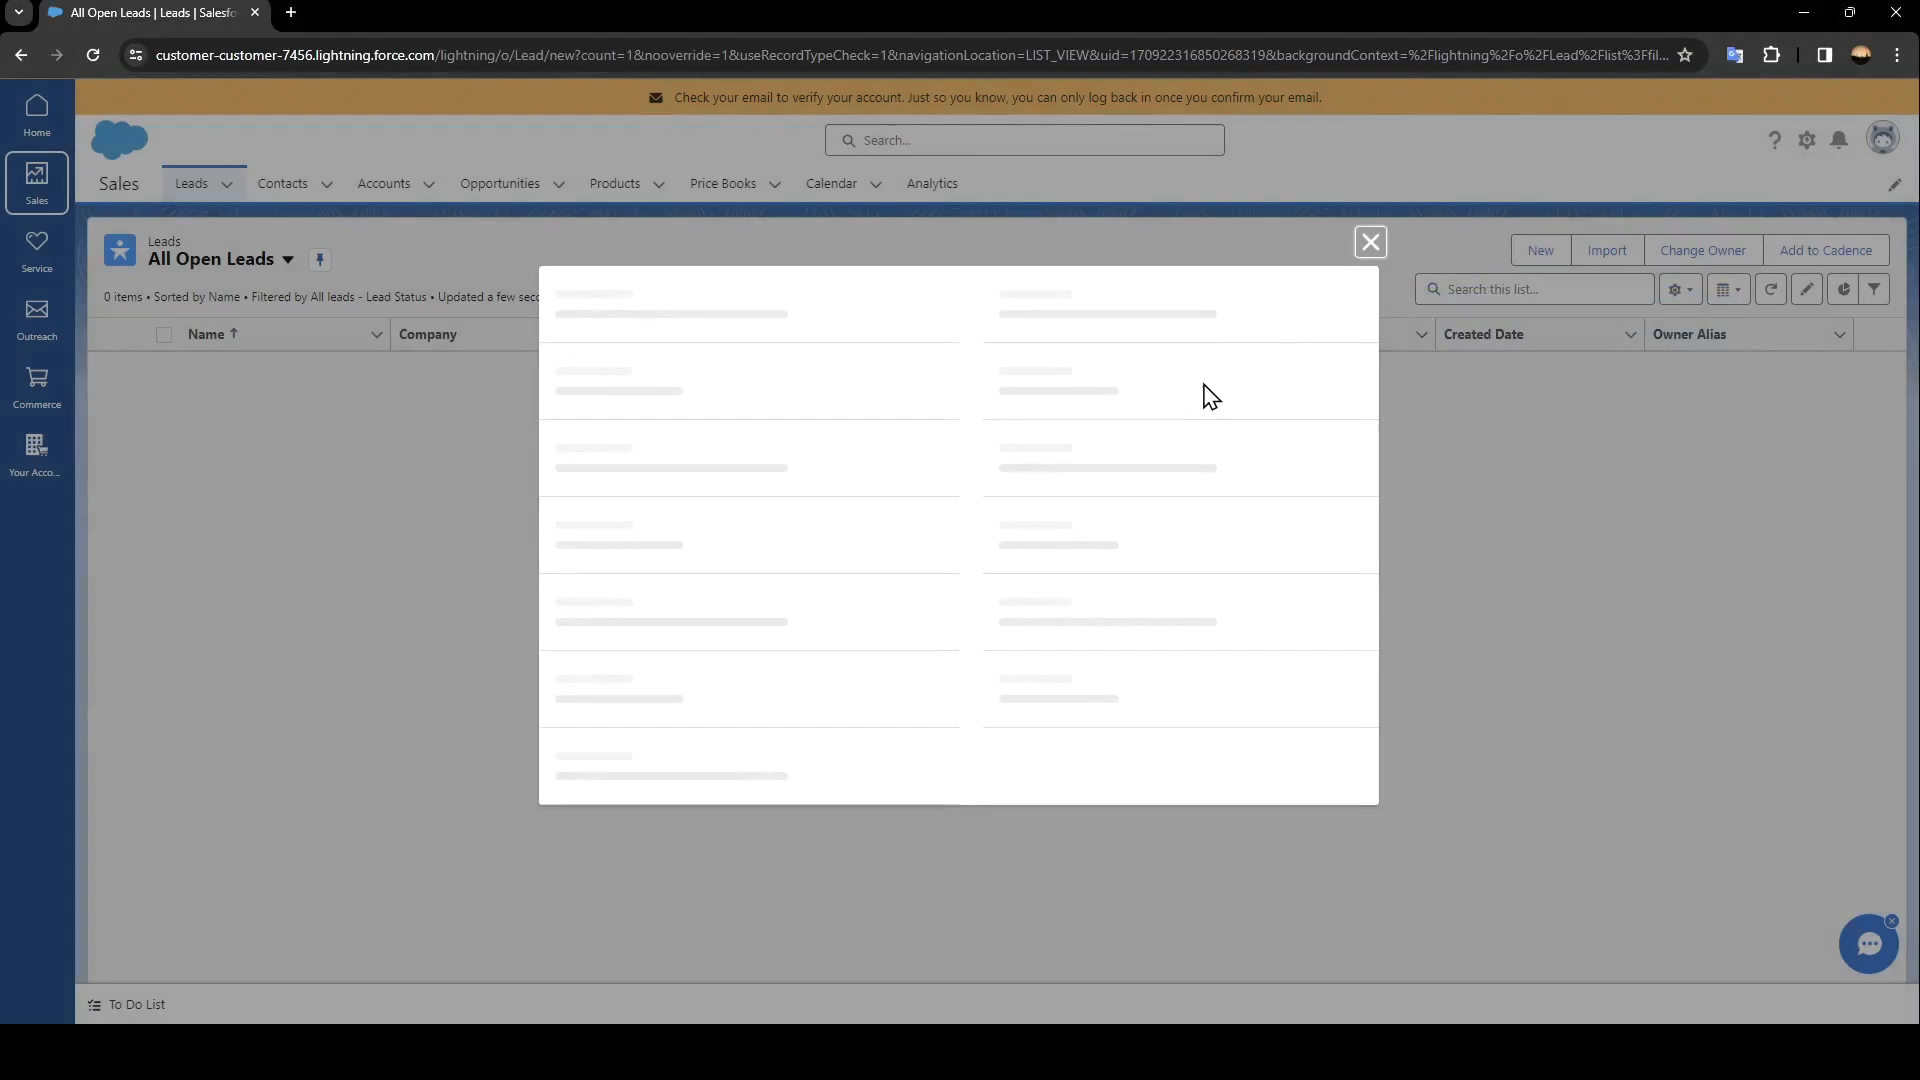 All Open Leads | Leads | Salesfo
customer-customer-7456.lightning.force.com/lightning/o/Lead/new?count=1&nooverride=1&useRecordTypeCheck=1&navigationLocation=LIST_VIEW&uid=170922316850268319&backgroundContext=%2Flightning%2Fo%2FLead%2Flist%3Ffil...
Check your email to verify your account. Just so you know, you can only log back in once you confirm your email.
Home
Sales
Service
Outreach
Commerce
Your Acco...
Search...
Sales
Leads
Contacts
Accounts
Opportunities
Products
Price Books
Calendar
Analytics
Leads
All Open Leads
New
Import
Change Owner
Add to Cadence
0 items • Sorted by Name • Filtered by All leads - Lead Status • Updated a few sec
Search this list...
Name
Company
Created Date
Owner Alias
To Do List